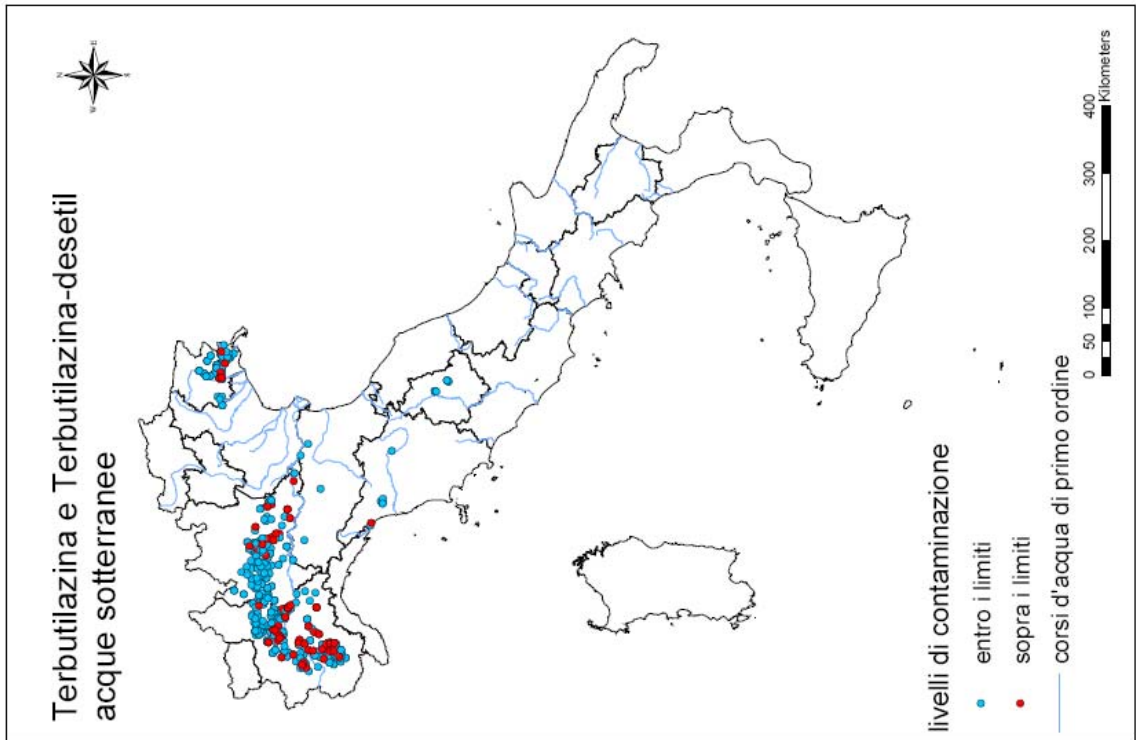 Terbutilazina e Terbutilazina-desetil
acque sotterranee
N
E
S
W
livelli di contaminazione
entro i limiti
sopra i limiti
corsi d'acqua di primo ordine
0 50 100 200 300 400
Kilometers